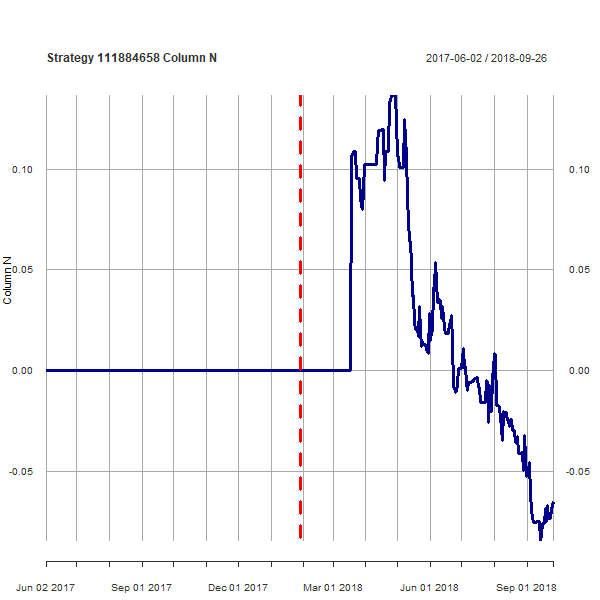 Strategy 111884658 Column N 2017-06-02 / 2018-09-26
0.10 0.10
0.05 0.05
Column N
0.00 0.00
-0.05 -0.05
Jun 02 2017 Sep 01 2017 Dec 01 2017 Mar 01 2018 Jun 01 2018 Sep 01 2018